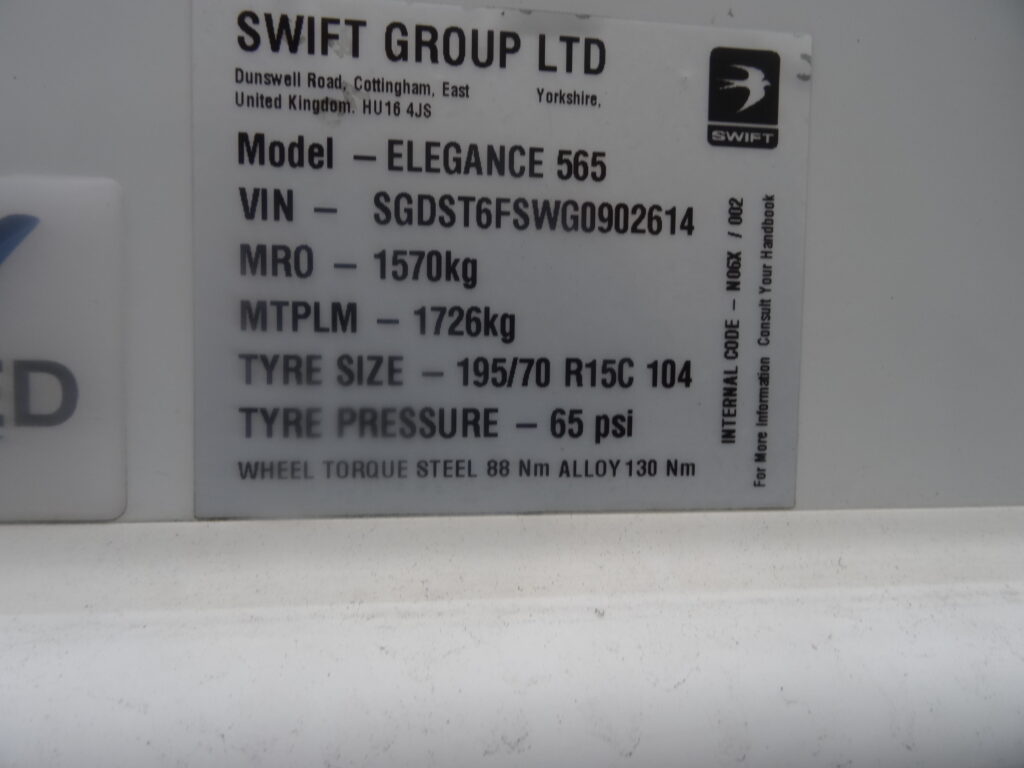 SWIFT GROUP LTD
Dunswell Road, Cottingham, East Yorkshire,
United Kingdom. HU16 4JS
SWIFT
Model – ELEGANCE 565
VIN – SGDST6FSWG0902614
MRO – 1570kg
MTPLM – 1726kg
TYRE SIZE – 195/70 R15C 104
TYRE PRESSURE – 65 psi
WHEEL TORQUE STEEL 88 Nm ALLOY 130 Nm
INTERNAL CODE – N06X / 002
For More Information Consult Your Handbook
ED